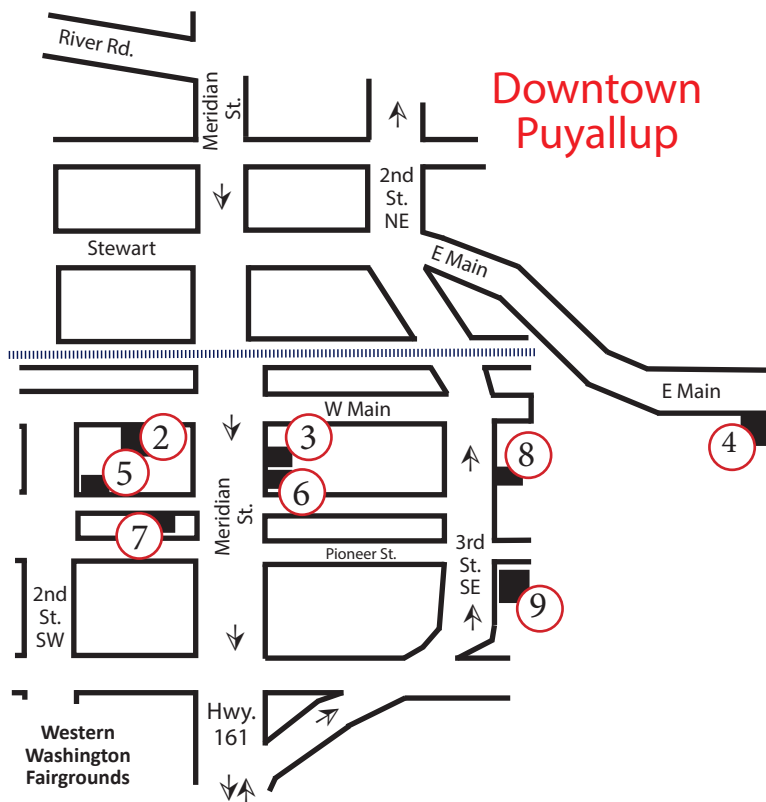 Downtown
Puyallup
River Rd.
Meridian
St.
2nd
St.
NE
Stewart
E Main
E Main
W Main
2
3
4
5
6
7
8
9
Meridian
St.
Pioneer St.
3rd
St.
SE
2nd
St.
SW
Hwy.
161
Western
Washington
Fairgrounds